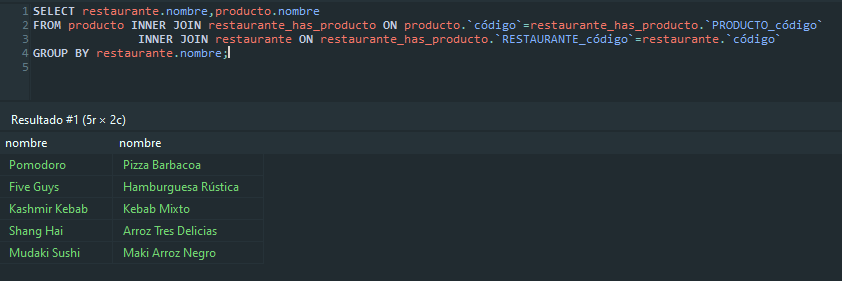 1 SELECT restaurante.nombre,producto.nombre
2 FROM producto INNER JOIN restaurante_has_producto ON producto.`código`=restaurante_has_producto.`PRODUCTO_código`
3 INNER JOIN restaurante ON restaurante_has_producto.`RESTAURANTE_código`=restaurante.`código`
4 GROUP BY restaurante.nombre;
5
Resultado #1 (5r × 2c)
nombre nombre
Pomodoro Pizza Barbacoa
Five Guys Hamburguesa Rústica
Kashmir Kebab Kebab Mixto
Shang Hai Arroz Tres Delicias
Mudaki Sushi Maki Arroz Negro